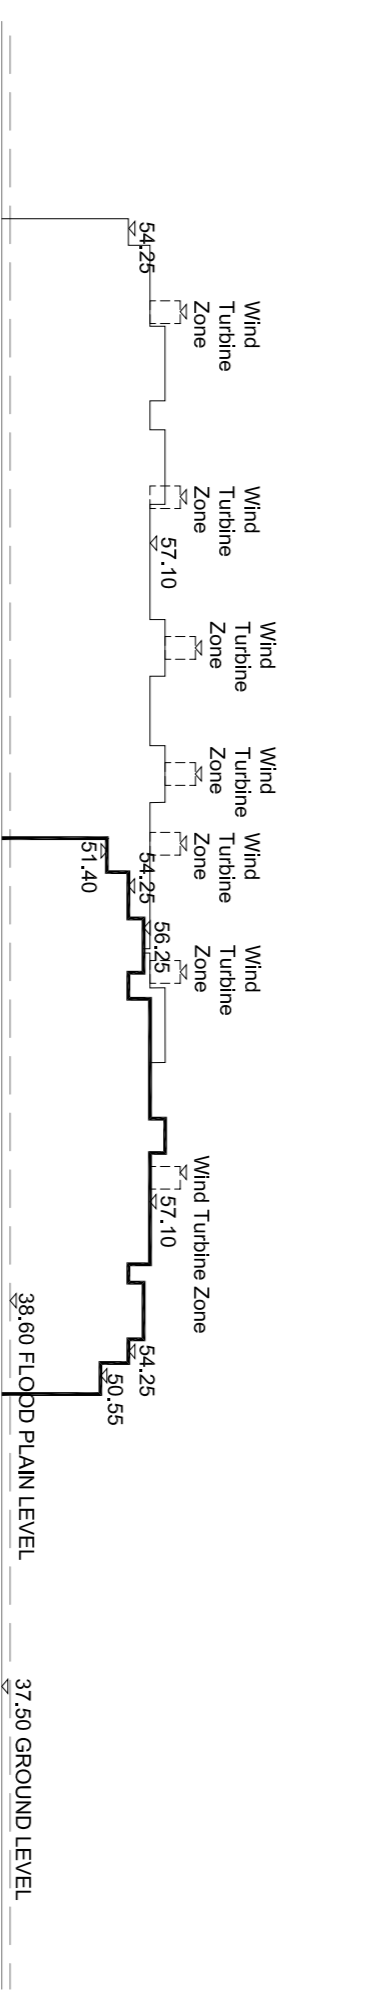 54.25
Wind
Turbine
Zone
Wind
Turbine
Zone
57.10
Wind
Turbine
Zone
Wind
Turbine
Zone
Wind
Turbine
Zone
51.40
54.25
56.25
Wind
Turbine
Zone
Wind Turbine Zone
57.10
54.25
50.55
38.60 FLOOD PLAIN LEVEL
37.50 GROUND LEVEL